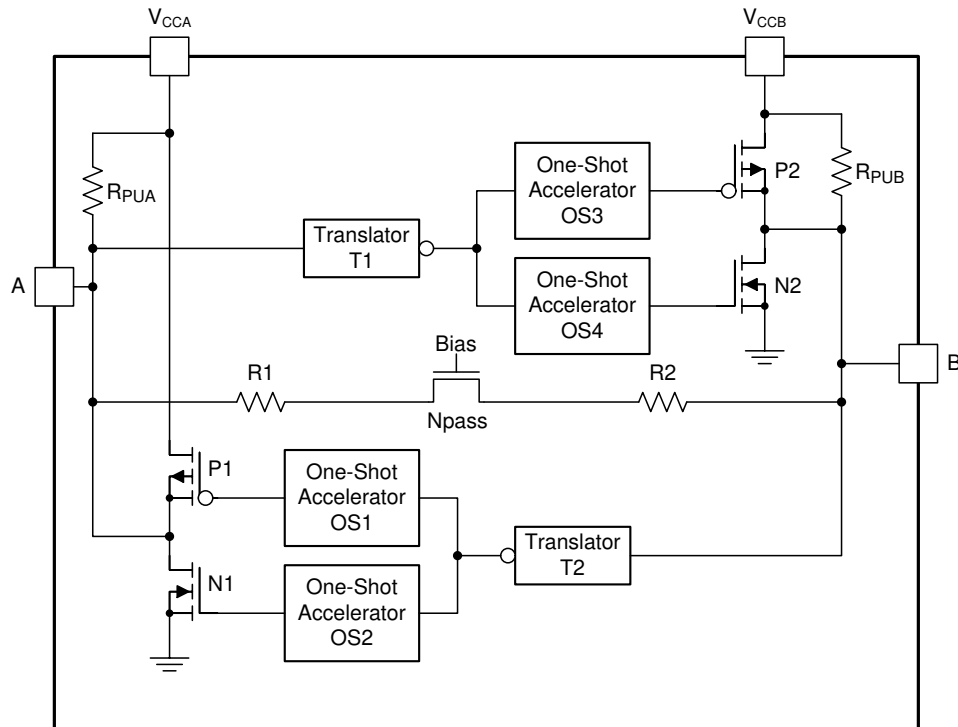 VCCA
VCCB
RPUA
One-Shot
Accelerator
OS3
P2
RPUB
Translator
T1
A
One-Shot
Accelerator
OS4
N2
Bias
B
R1
R2
Npass
P1
One-Shot
Accelerator
OS1
Translator
T2
N1
One-Shot
Accelerator
OS2